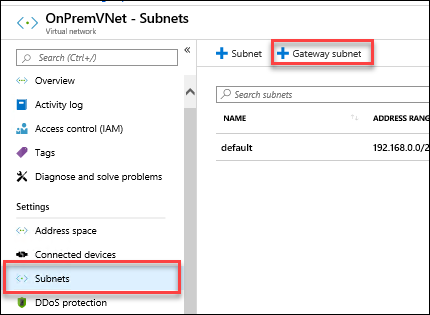 OnPremVNet - Subnets
Virtual network
Search (Ctrl+/)
Overview
Activity log
Access control (IAM)
Tags
Diagnose and solve problems
Settings
Address space
Connected devices
Subnets
DDoS protection
Subnet
Gateway subnet
Search subnets
NAME
ADDRESS RANG
default
192.168.0.0/2